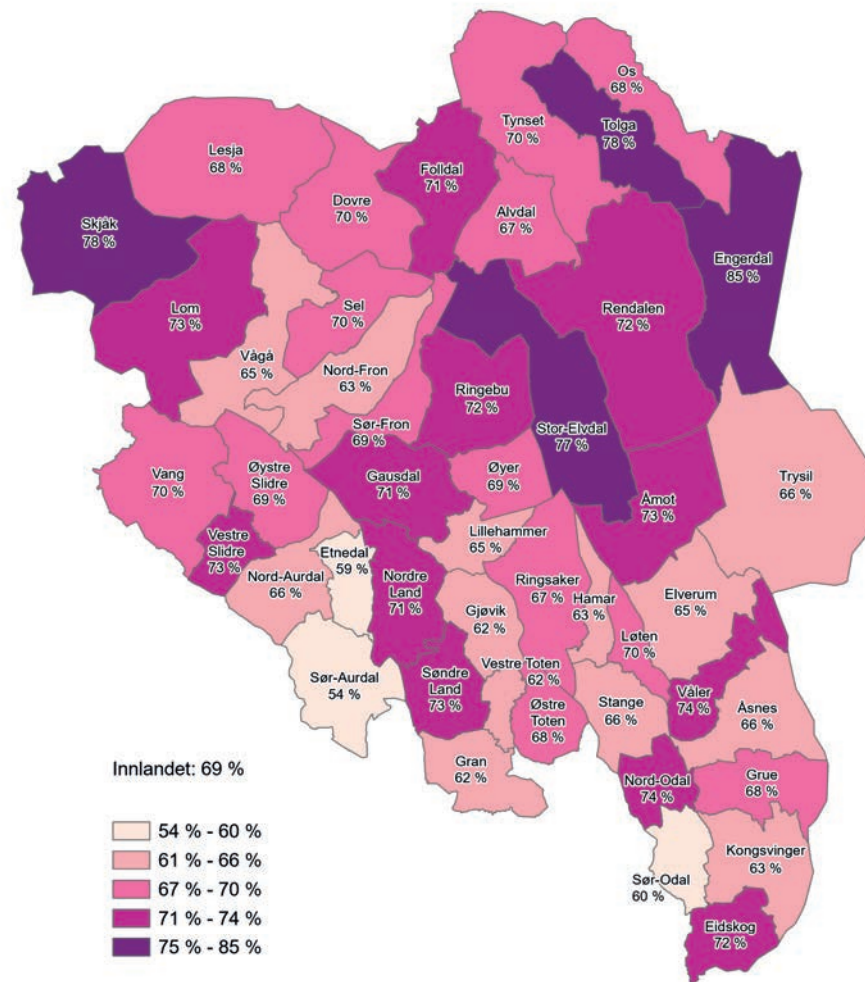 Os
68 %
Tynset
70 %
Tolga
78 %
Lesja
68 %
Folldal
71 %
Dovre
70 %
Alvdal
67 %
Skjåk
78 %
Engerdal
85 %
Lom
73 %
Sel
70 %
Rendalen
72 %
Vågå
65 %
Nord-Fron
63 %
Ringebu
72 %
Sør-Fron
69 %
Stor-Elvdal
77 %
Vang
70 %
Øystre
Slidre
69 %
Gausdal
71 %
Øyer
69 %
Trysil
66 %
Åmot
73 %
Vestre
Slidre
73 %
Etnedal
59 %
Lillehammer
65 %
Nord-Aurdal
66 %
Nordre
Land
71 %
Ringsaker
67 %
Hamar
63 %
Elverum
65 %
Gjøvik
62 %
Løten
70 %
Sør-Aurdal
54 %
Søndre
Land
73 %
Vestre Toten
62 %
Østre
Toten
68 %
Stange
66 %
Våler
74 %
Åsnes
66 %
Gran
62 %
Nord-Odal
74 %
Grue
68 %
Kongsvinger
63 %
Sør-Odal
60 %
Eidskog
72 %
Innlandet: 69 %
54 % - 60 %
61 % - 66 %
67 % - 70 %
71 % - 74 %
75 % - 85 %